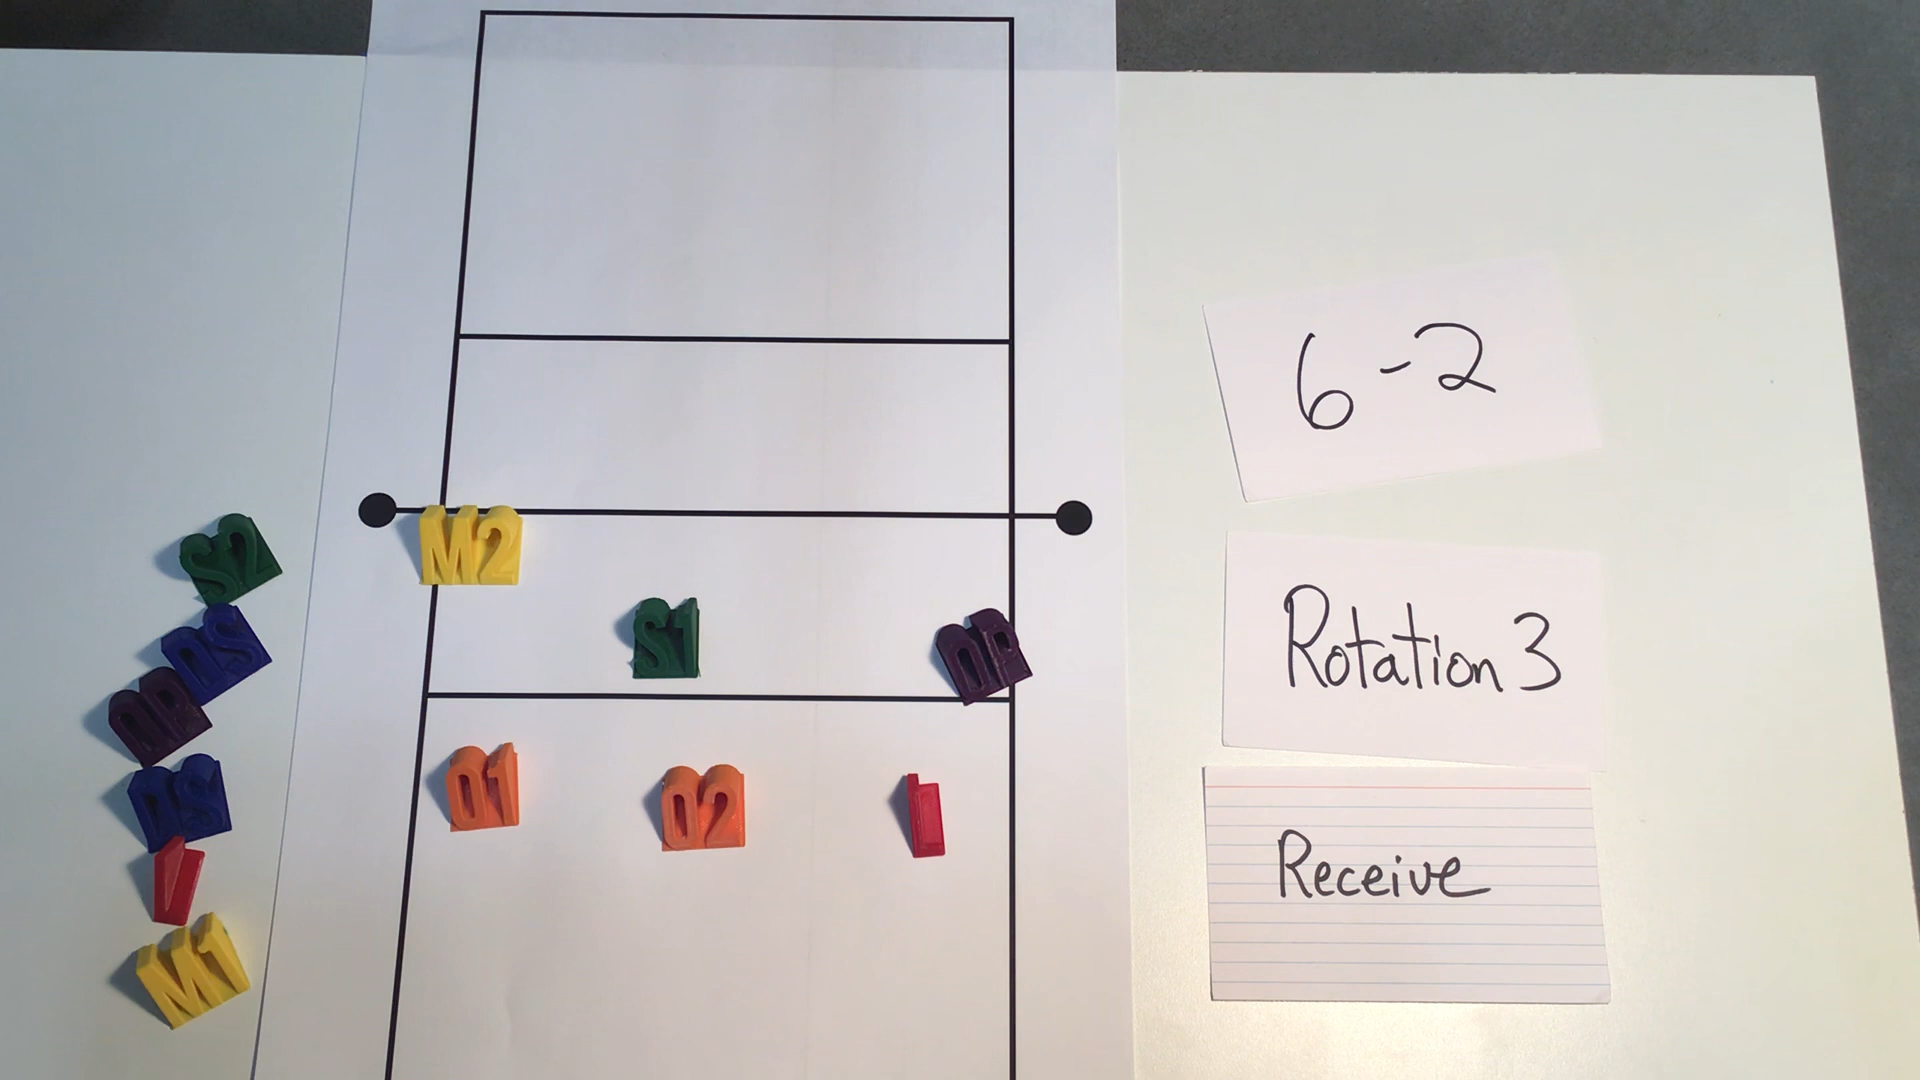 6-2
M2
S2
S1
Rotation 3
DS
OP
OP
O1
O2
L
DS
Receive
L
M1